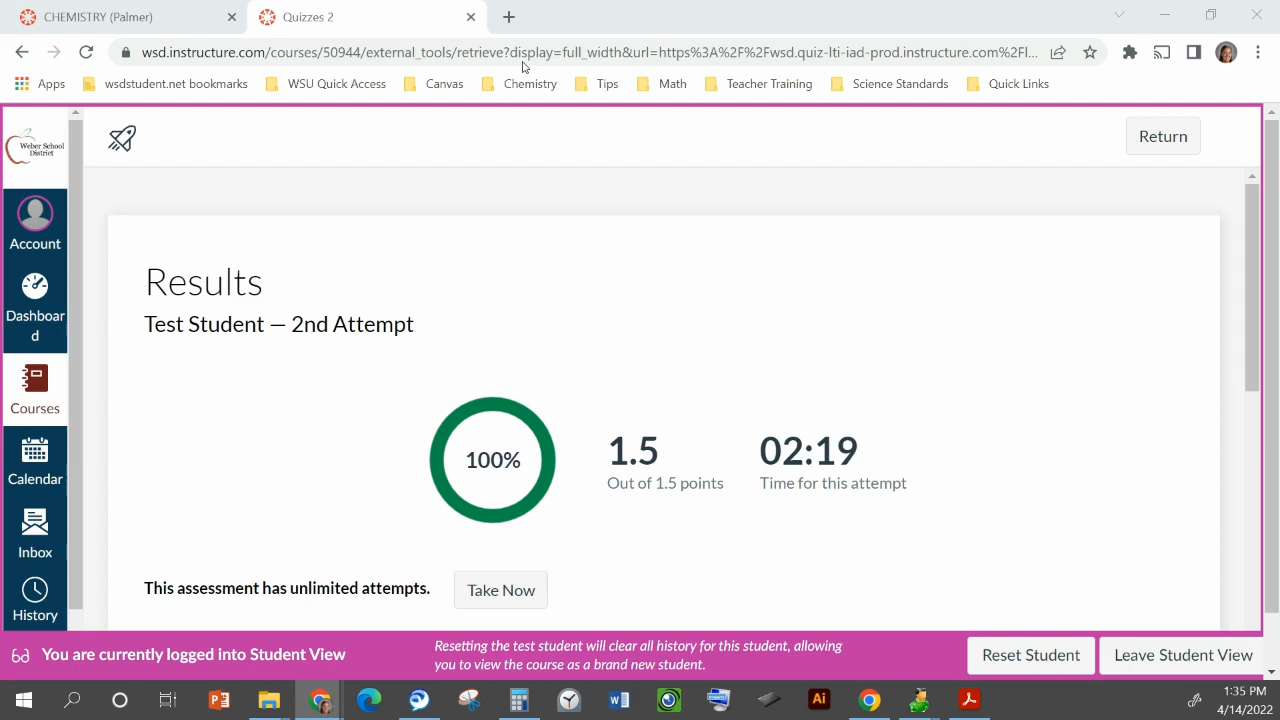 CHEMISTRY (Palmer)
Quizzes 2
wsd.instructure.com/courses/50944/external_tools/retrieve?display=full_width&url=https%3A%2F%2Fwsd.quiz-lti-iad-prod.instructure.com%2Fl...
Apps
wsdstudent.net bookmarks
WSU Quick Access
Canvas
Chemistry
Tips
Math
Teacher Training
Science Standards
Quick Links
Weber School
District
Return
Account
Dashboar
d
Courses
Calendar
Inbox
History
Results
Test Student — 2nd Attempt
100%
1.5
Out of 1.5 points
02:19
Time for this attempt
This assessment has unlimited attempts.
Take Now
You are currently logged into Student View
Resetting the test student will clear all history for this student, allowing
you to view the course as a brand new student.
Reset Student
Leave Student View
1:35 PM
4/14/2022